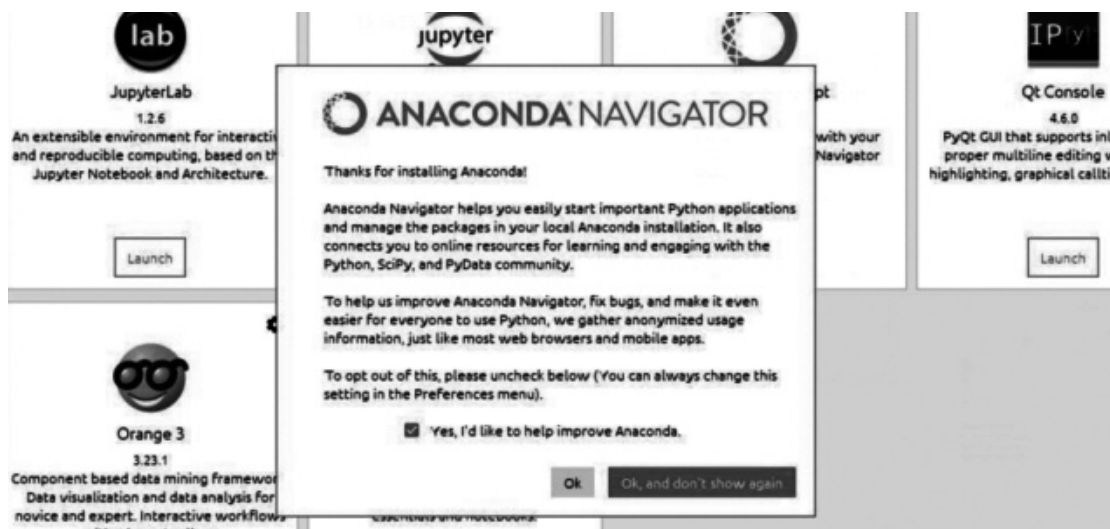 lab
JupyterLab
1.2.6
An extensible environment for interactiv
and reproducible computing, based on th
Jupyter Notebook and Architecture.
Launch
Jupyter
pt
with your
Navigator
IP[y]
Qt Console
4.6.0
PyQt GUI that supports inl
proper multiline editing w
highlighting, graphical callti
Launch
ANACONDA NAVIGATOR
Thanks for installing Anaconda!
Anaconda Navigator helps you easily start important Python applications
and manage the packages in your local Anaconda installation. It also
connects you to online resources for learning and engaging with the
Python, SciPy, and PyData community.
To help us improve Anaconda Navigator, fix bugs, and make it even
easier for everyone to use Python, we gather anonymized usage
information, just like most web browsers and mobile apps.
To opt out of this, please uncheck below (You can always change this
setting in the Preferences menu).
Yes, I'd like to help improve Anaconda.
Ok
Ok, and don't show again
Orange 3
3.23.1
Component based data mining framewor
Data visualization and data analysis for
novice and expert. Interactive workflows